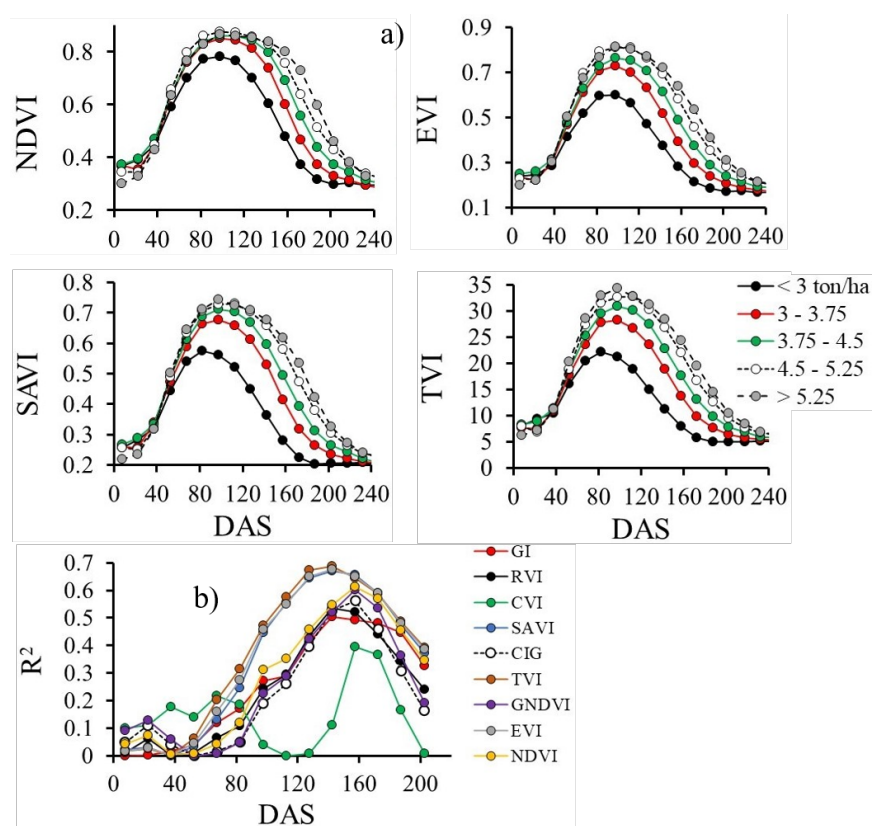 a)
NDVI
0.8
0.6
0.4
0.2
0 40 80 120 160 200 240
EVI
0.9
0.7
0.5
0.3
0.1
0 40 80 120 160 200 240
SAVI
0.8
0.7
0.6
0.5
0.4
0.3
0.2
0 40 80 120 160 200 240
DAS
TVI
35
30
25
20
15
10
5
0
0 40 80 120 160 200 240
DAS
< 3 ton/ha
3 - 3.75
3.75 - 4.5
4.5 - 5.25
> 5.25
b)
R²
0.7
0.6
0.5
0.4
0.3
0.2
0.1
0
0 40 80 120 160 200
DAS
GI
RVI
CVI
SAVI
CIG
TVI
GNDVI
EVI
NDVI